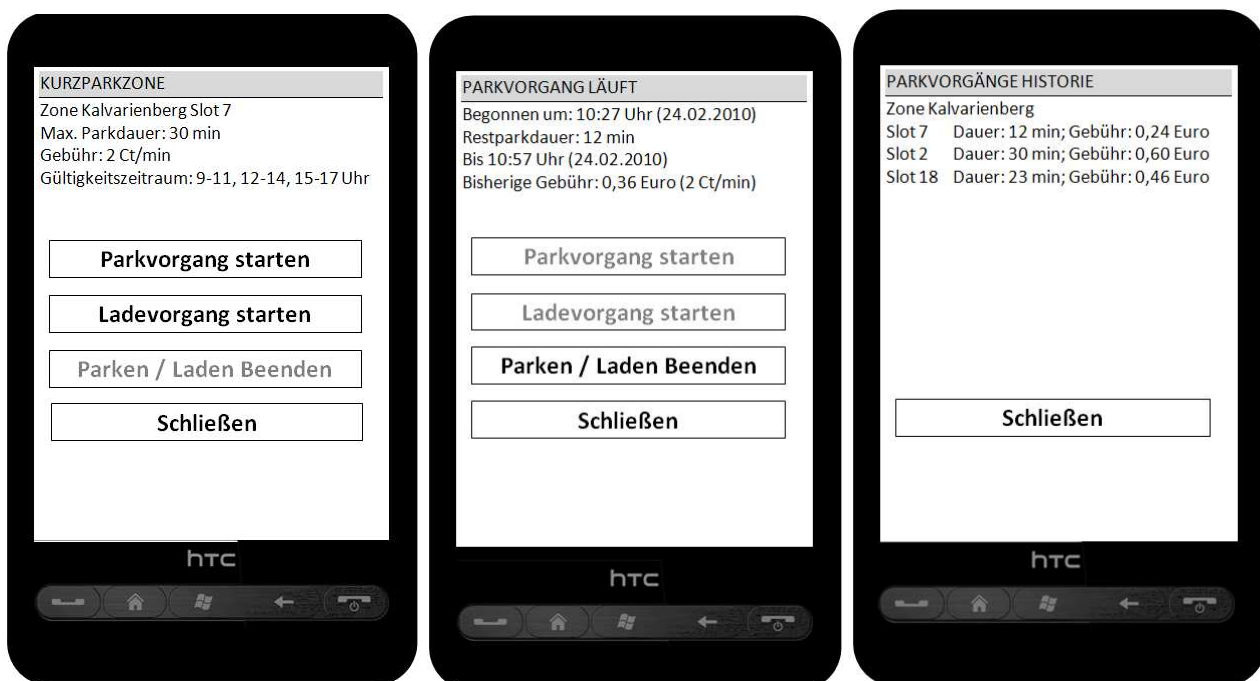 KURZPARKZONE
Zone Kalvarienberg Slot 7
Max. Parkdauer: 30 min
Gebühr: 2 Ct/min
Gültigkeitszeitraum: 9-11, 12-14, 15-17 Uhr
Parkvorgang starten
Ladevorgang starten
Parken / Laden Beenden
Schließen
hTC
PARKVORGANG LÄUFT
Begonnen um: 10:27 Uhr (24.02.2010)
Restparkdauer: 12 min
Bis 10:57 Uhr (24.02.2010)
Bisherige Gebühr: 0,36 Euro (2 Ct/min)
Parkvorgang starten
Ladevorgang starten
Parken / Laden Beenden
Schließen
hTC
PARKVORGÄNGE HISTORIE
Zone Kalvarienberg
Slot 7 Dauer: 12 min; Gebühr: 0,24 Euro
Slot 2 Dauer: 30 min; Gebühr: 0,60 Euro
Slot 18 Dauer: 23 min; Gebühr: 0,46 Euro
Schließen
hTC